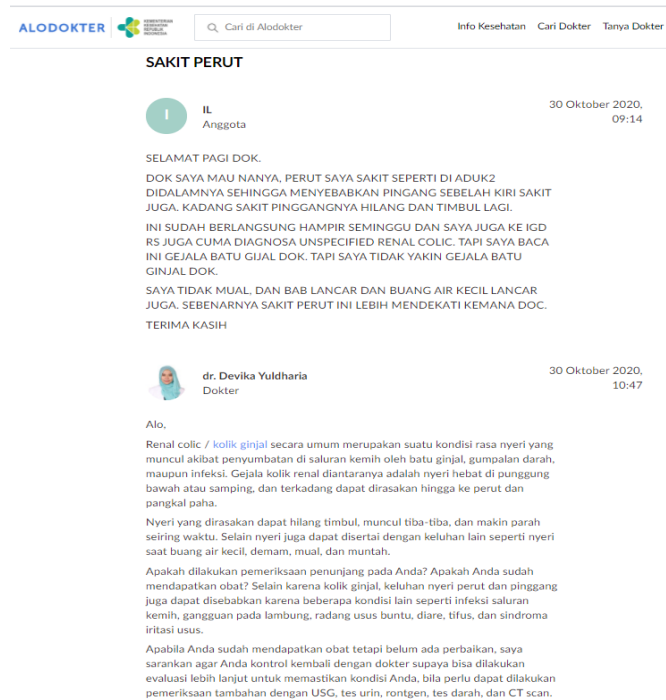 ALODOKTER
KEMENTERIAN
KESEHATAN
REPUBLIK
INDONESIA
Cari di Alodokter
Info Kesehatan Cari Dokter Tanya Dokter
SAKIT PERUT
I
IL
Anggota
30 Oktober 2020,
09:14
SELAMAT PAGI DOK.
DOK SAYA MAU NANYA, PERUT SAYA SAKIT SEPERTI DI ADUK2
DIDALAMNYA SEHINGGA MENYEBABKAN PINGANG SEBELAH KIRI SAKIT
JUGA. KADANG SAKIT PINGGANGNYA HILANG DAN TIMBUL LAGI.
INI SUDAH BERLANGSUNG HAMPIR SEMINGGU DAN SAYA JUGA KE IGD
RS JUGA CUMA DIAGNOSA UNSPECIFIED RENAL COLIC. TAPI SAYA BACA
INI GEJALA BATU GIJAL DOK. TAPI SAYA TIDAK YAKIN GEJALA BATU
GINJAL DOK.
SAYA TIDAK MUAL, DAN BAB LANCAR DAN BUANG AIR KECIL LANCAR
JUGA. SEBENARNYA SAKIT PERUT INI LEBIH MENDEKATI KEMANA DOC.
TERIMA KASIH
dr. Devika Yuldharia
Dokter
30 Oktober 2020,
10:47
Alo,
Renal colic / kolik ginjal secara umum merupakan suatu kondisi rasa nyeri yang
muncul akibat penyumbatan di saluran kemih oleh batu ginjal, gumpalan darah,
maupun infeksi. Gejala kolik renal diantaranya adalah nyeri hebat di punggung
bawah atau samping, dan terkadang dapat dirasakan hingga ke perut dan
pangkal paha.
Nyeri yang dirasakan dapat hilang timbul, muncul tiba-tiba, dan makin parah
seiring waktu. Selain nyeri juga dapat disertai dengan keluhan lain seperti nyeri
saat buang air kecil, demam, mual, dan muntah.
Apakah dilakukan pemeriksaan penunjang pada Anda? Apakah Anda sudah
mendapatkan obat? Selain karena kolik ginjal, keluhan nyeri perut dan pinggang
juga dapat disebabkan karena beberapa kondisi lain seperti infeksi saluran
kemih, gangguan pada lambung, radang usus buntu, diare, tifus, dan sindroma
iritasi usus.
Apabila Anda sudah mendapatkan obat tetapi belum ada perbaikan, saya
sarankan agar Anda kontrol kembali dengan dokter supaya bisa dilakukan
evaluasi lebih lanjut untuk memastikan kondisi Anda, bila perlu dapat dilakukan
pemeriksaan tambahan dengan USG, tes urin, rontgen, tes darah, dan CT scan.